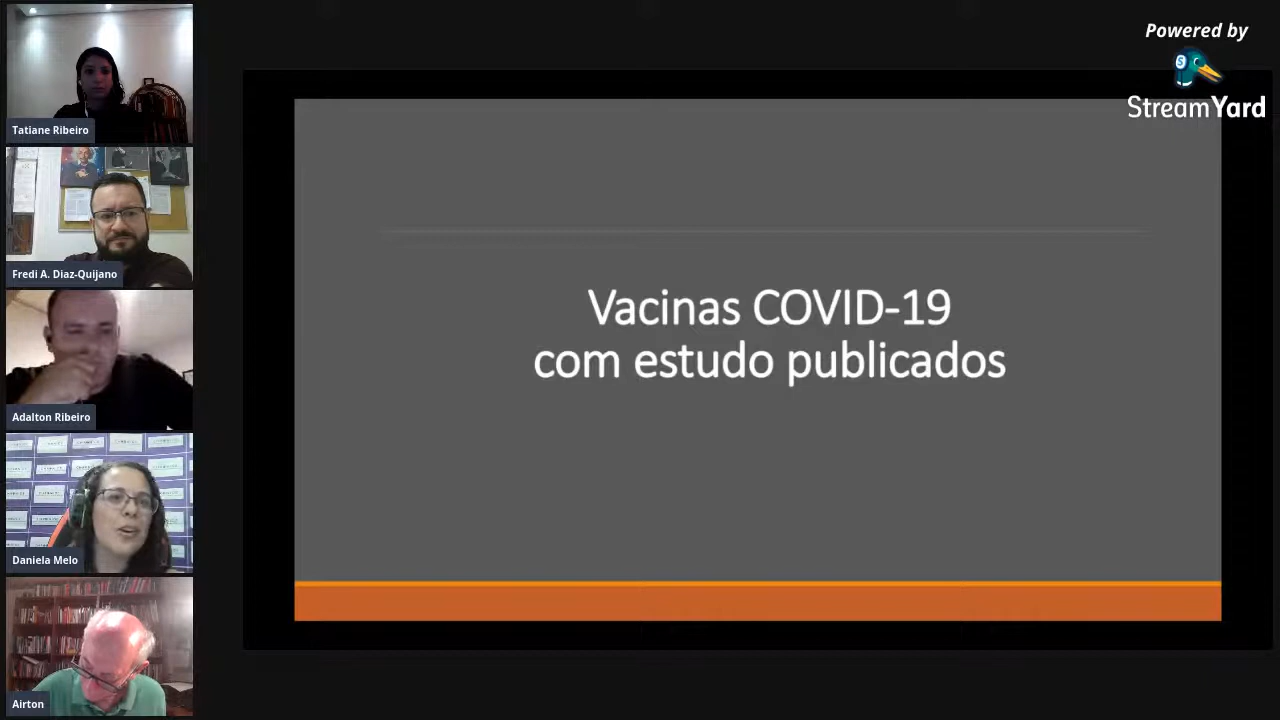 Tatiane Ribeiro
Fredi A. Diaz-Quijano
Adalton Ribeiro
Daniela Melo
Airton
Vacinas COVID-19
com estudo publicados
Powered by
S
StreamYard